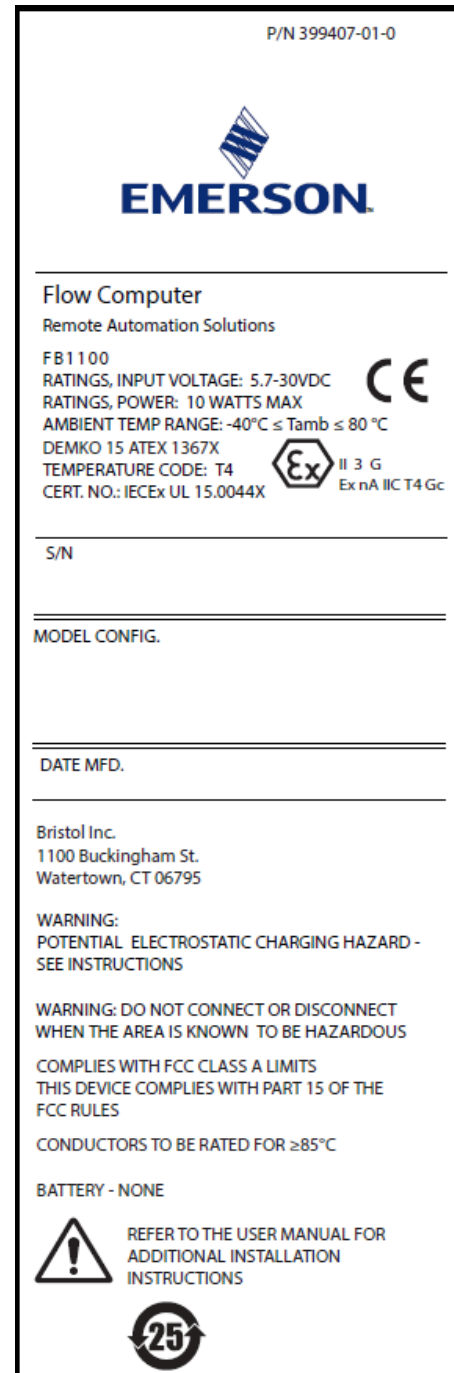 P/N 399407-01-0
EMERSON™
Flow Computer
Remote Automation Solutions
FB1100
RATINGS, INPUT VOLTAGE: 5.7-30VDC
RATINGS, POWER: 10 WATTS MAX
AMBIENT TEMP RANGE: -40°C ≤ Tamb ≤ 80 °C
DEMKO 15 ATEX 1367X
TEMPERATURE CODE: T4
CERT. NO.: IECEx UL 15.0044X
CE
Ex
II 3 G
Ex nA IIC T4 Gc
S/N
MODEL CONFIG.
DATE MFD.
Bristol Inc.
1100 Buckingham St.
Watertown, CT 06795
WARNING:
POTENTIAL ELECTROSTATIC CHARGING HAZARD -
SEE INSTRUCTIONS
WARNING: DO NOT CONNECT OR DISCONNECT
WHEN THE AREA IS KNOWN TO BE HAZARDOUS
COMPLIES WITH FCC CLASS A LIMITS
THIS DEVICE COMPLIES WITH PART 15 OF THE
FCC RULES
CONDUCTORS TO BE RATED FOR ≥85°C
BATTERY - NONE
REFER TO THE USER MANUAL FOR
ADDITIONAL INSTALLATION
INSTRUCTIONS
25